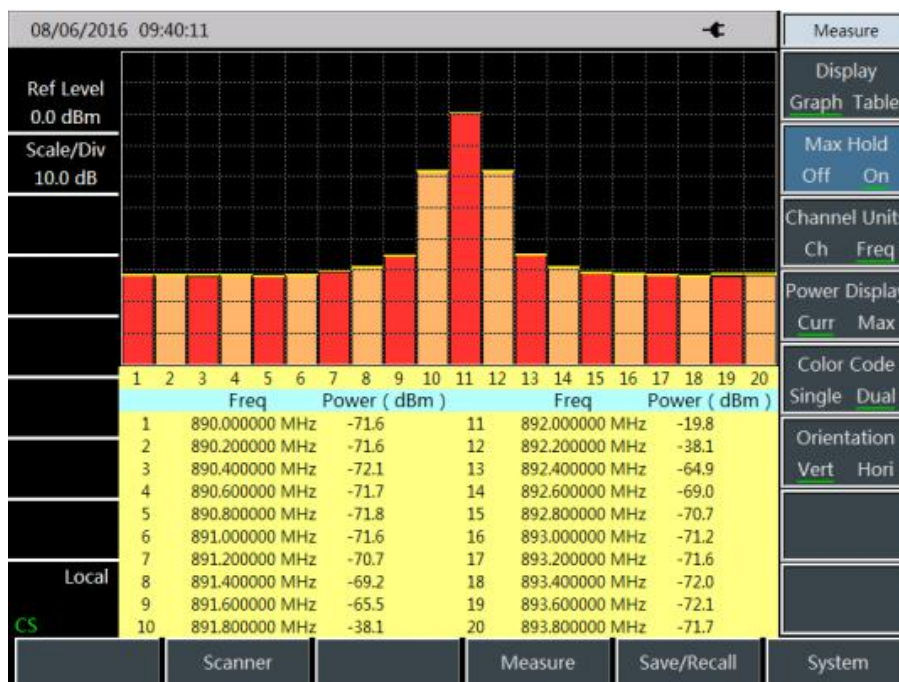 08/06/2016 09:40:11
Measure
Ref Level
0.0 dBm
Scale/Div
10.0 dB
Display
Graph Table
Max Hold
Off On
Channel Unit
Ch Freq
Power Display
Curr Max
Color Code
Single Dual
Orientation
Vert Hori
1 2 3 4 5 6 7 8 9 10 11 12 13 14 15 16 17 18 19 20
Freq Power ( dBm ) Freq Power ( dBm )
1 890.000000 MHz -71.6 11 892.000000 MHz -19.8
2 890.200000 MHz -71.6 12 892.200000 MHz -38.1
3 890.400000 MHz -72.1 13 892.400000 MHz -64.9
4 890.600000 MHz -71.7 14 892.600000 MHz -69.0
5 890.800000 MHz -71.8 15 892.800000 MHz -70.7
6 891.000000 MHz -71.6 16 893.000000 MHz -71.2
7 891.200000 MHz -70.7 17 893.200000 MHz -71.6
8 891.400000 MHz -69.2 18 893.400000 MHz -72.0
9 891.600000 MHz -65.5 19 893.600000 MHz -72.1
10 891.800000 MHz -38.1 20 893.800000 MHz -71.7
Local
CS
Scanner Measure Save/Recall System